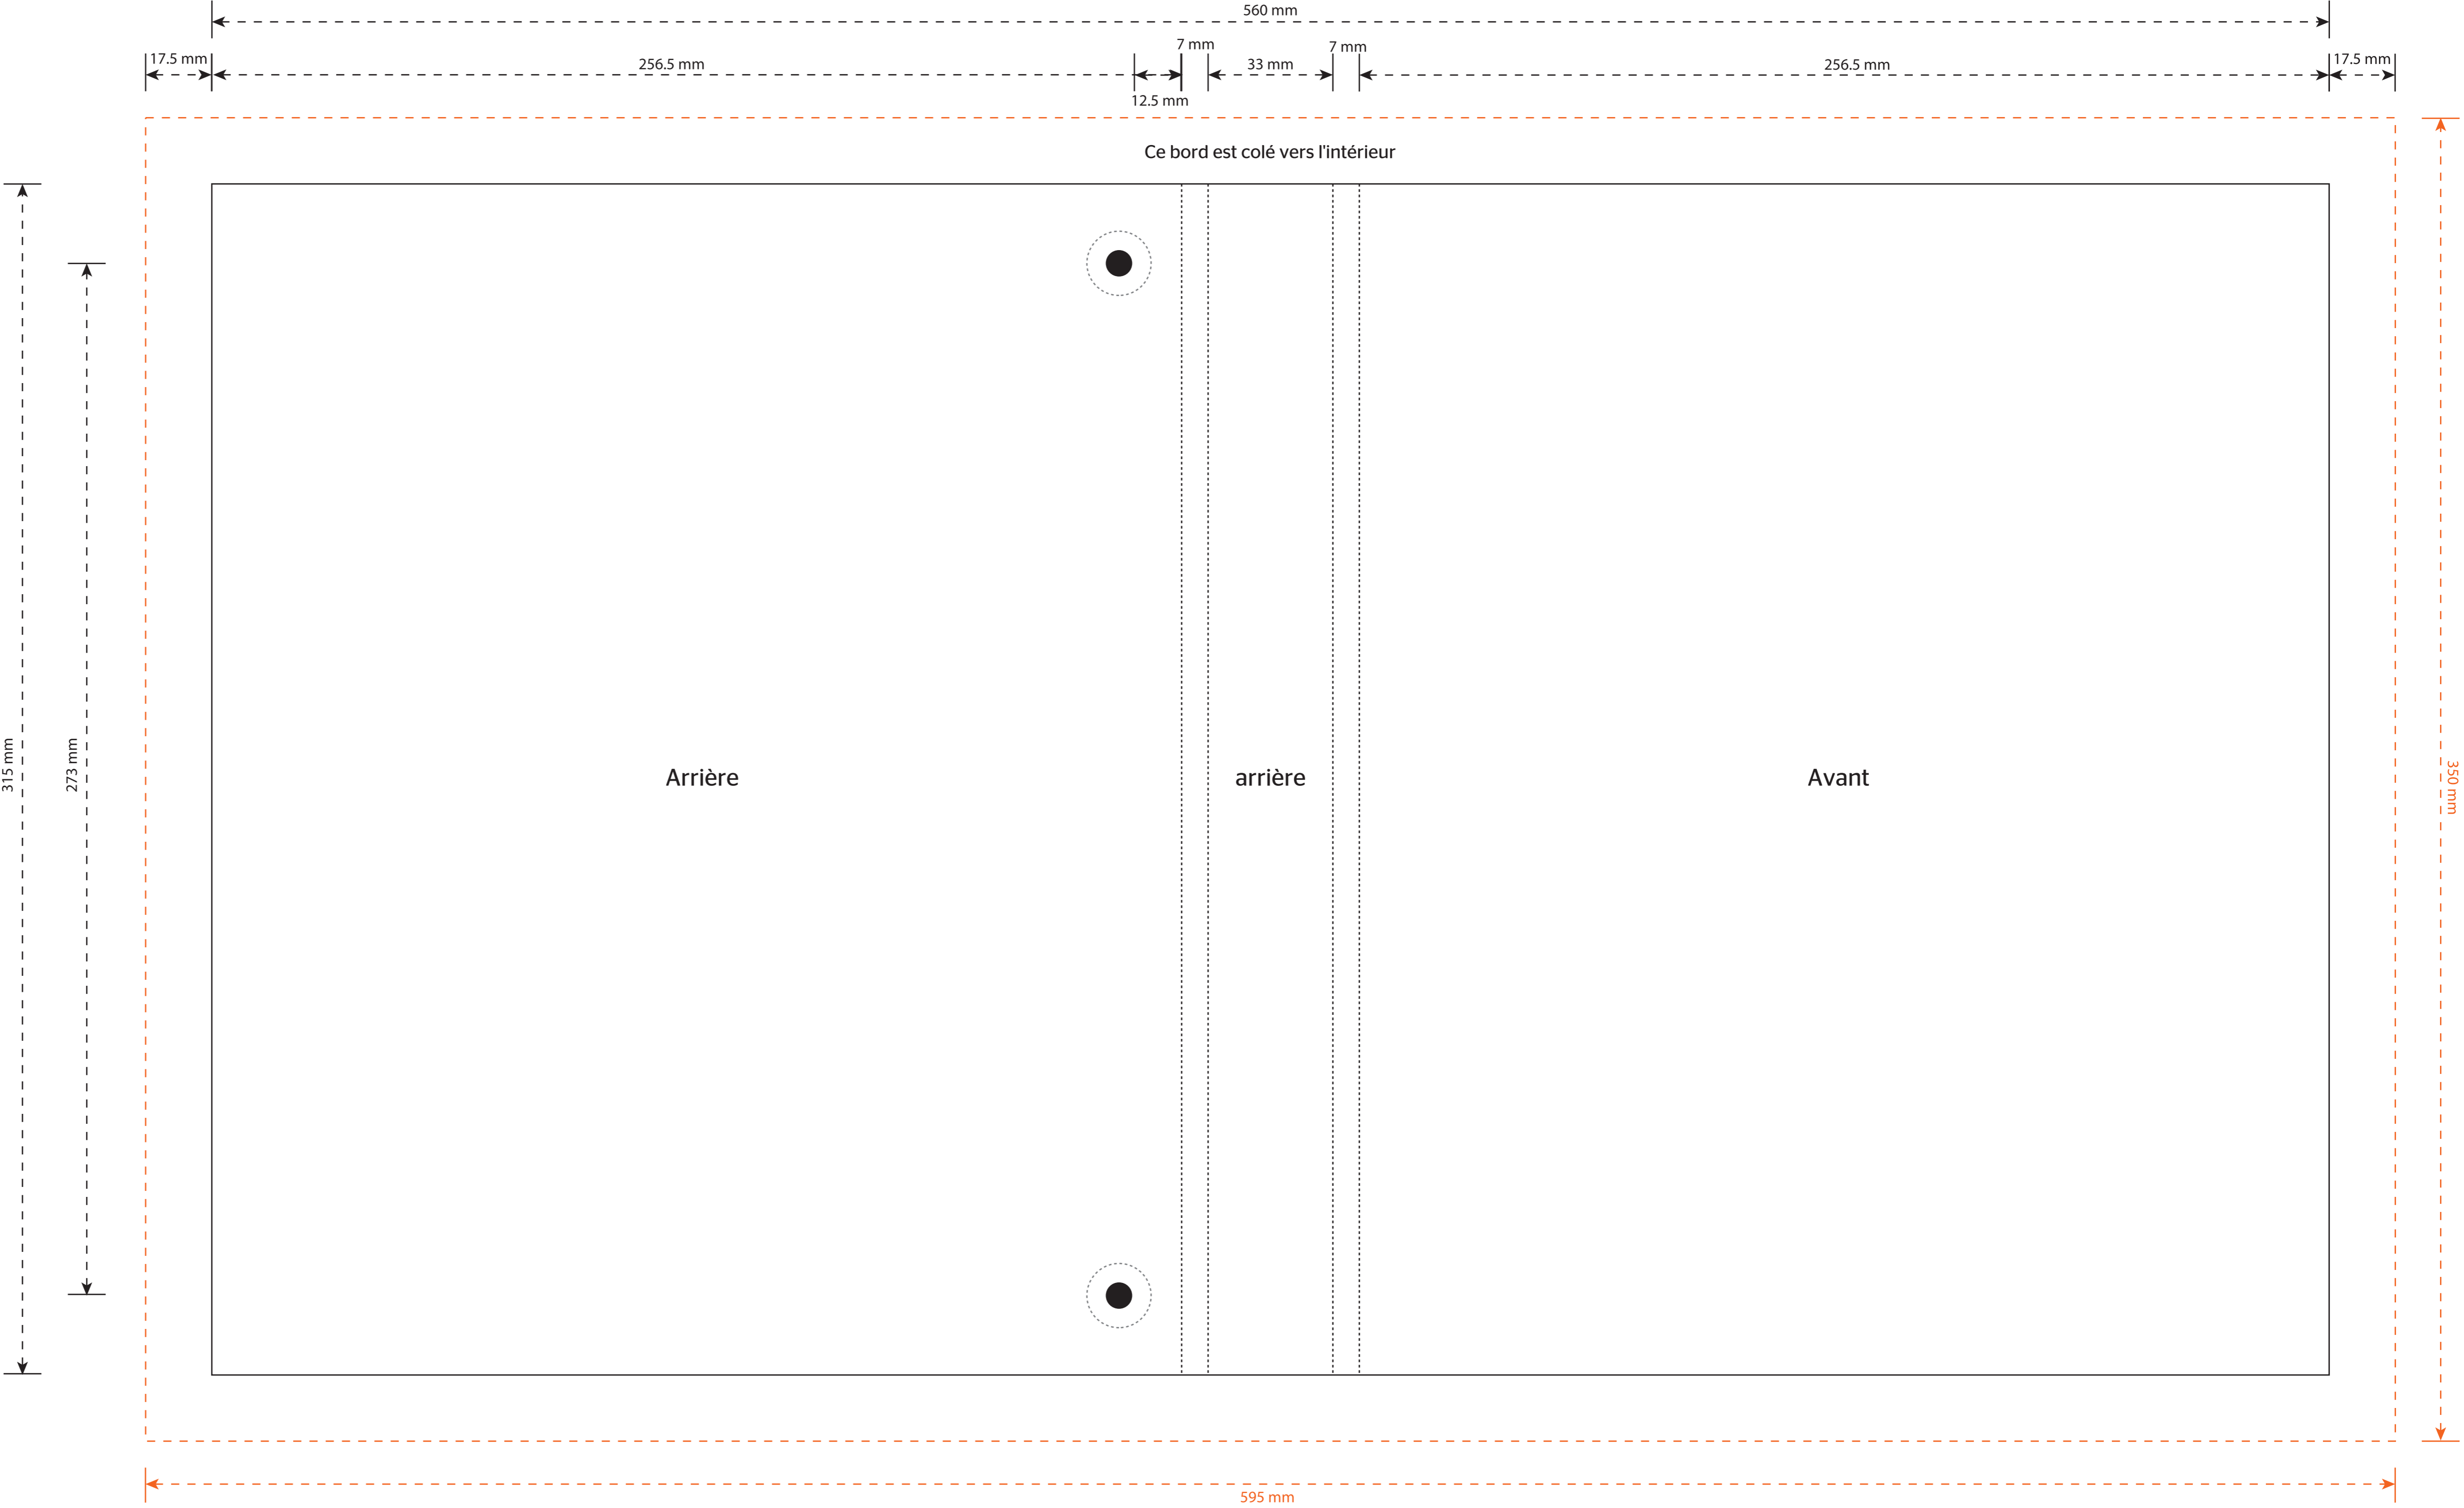 560 mm
17.5 mm
256.5 mm
7 mm
33 mm
7 mm
256.5 mm
17.5 mm
12.5 mm
Ce bord est colé vers l'intérieur
315 mm
273 mm
Arrière
arrière
Avant
350 mm
595 mm